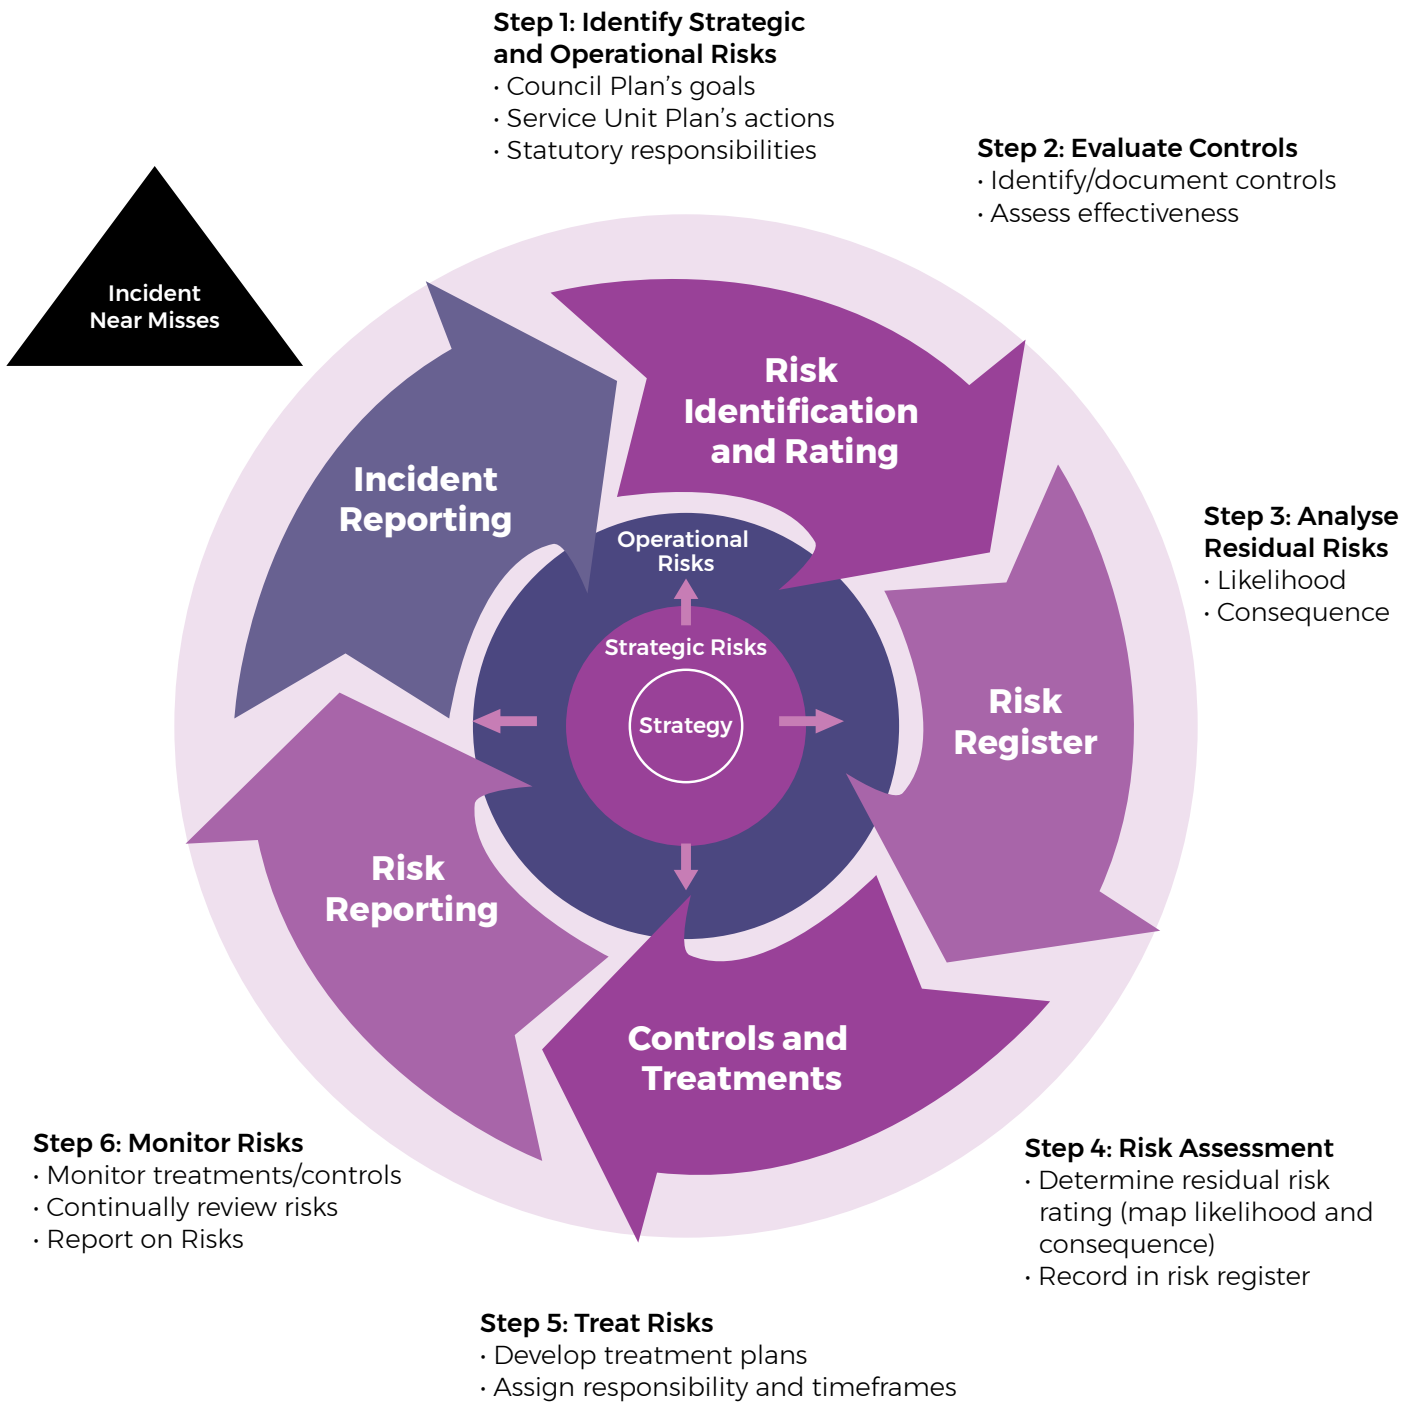 Step 1: Identify Strategic
and Operational Risks
· Council Plan’s goals
· Service Unit Plan’s actions
· Statutory responsibilities
Step 2: Evaluate Controls
· Identify/document controls
· Assess effectiveness
Incident
Near Misses
Risk
Identification
and Rating
Incident
Reporting
Operational
Risks
Strategic Risks
Strategy
Step 3: Analyse
Residual Risks
· Likelihood
· Consequence
Risk
Register
Risk
Reporting
Controls and
Treatments
Step 4: Risk Assessment
· Determine residual risk
rating (map likelihood and
consequence)
· Record in risk register
Step 5: Treat Risks
· Develop treatment plans
· Assign responsibility and timeframes
Step 6: Monitor Risks
· Monitor treatments/controls
· Continually review risks
· Report on Risks